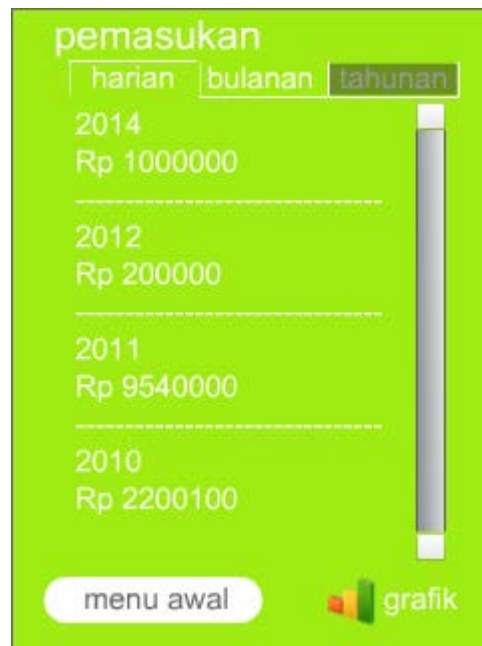 pemasukan
harian bulanan tahunan
2014
Rp 1000000
-----------------------------
2012
Rp 200000
-----------------------------
2011
Rp 9540000
-----------------------------
2010
Rp 2200100
menu awal grafik